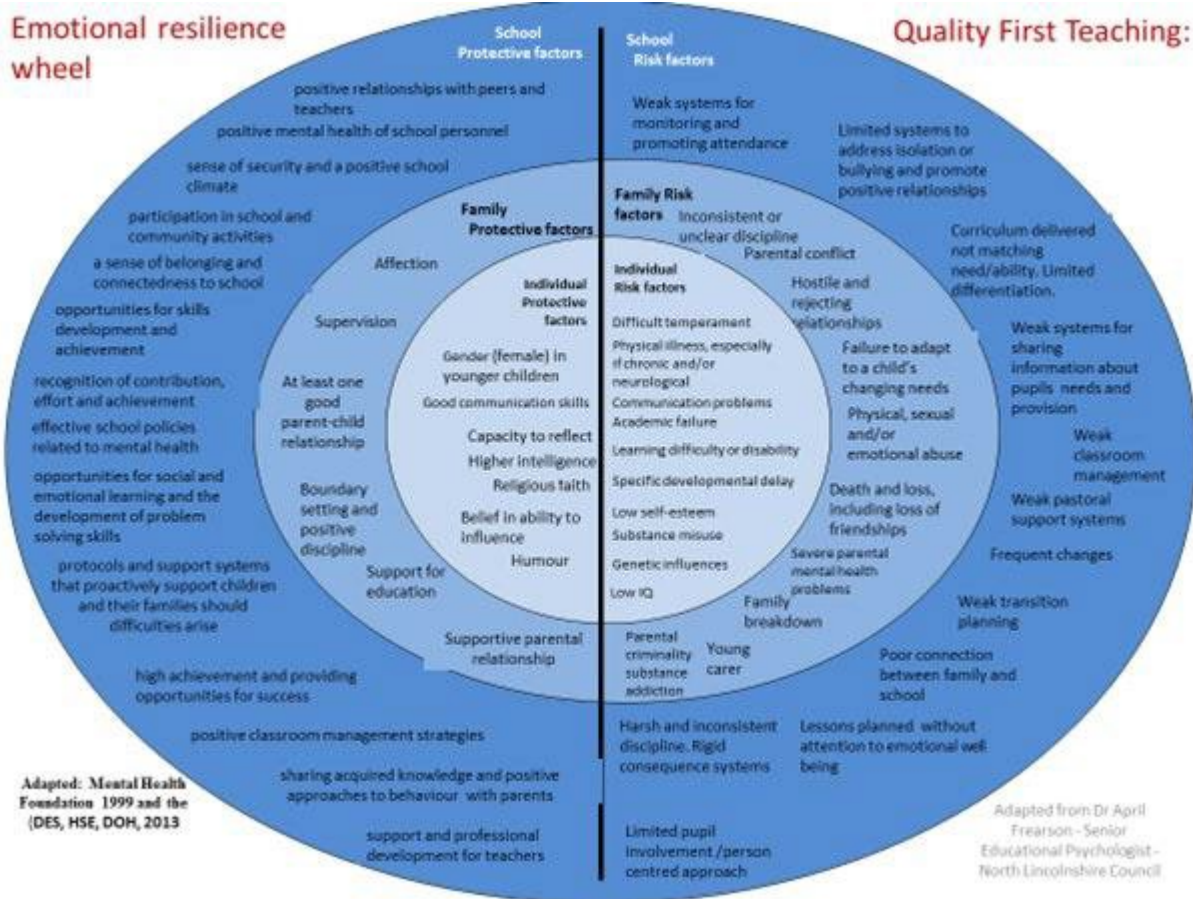 Emotional resilience
wheel
Quality First Teaching:
School
Protective factors
positive relationships with peers and
teachers
positive mental health of school personnel
sense of security and a positive school
climate
participation in school and
community activities
a sense of belonging and
connectedness to school
opportunities for skills
development and
achievement
recognition of contribution,
effort and achievement
effective school policies
related to mental health
opportunities for social and
emotional learning and the
development of problem
solving skills
protocols and support systems
that proactively support children
and their families should
difficulties arise
high achievement and providing
opportunities for success
positive classroom management strategies
sharing acquired knowledge and positive
approaches to behaviour with parents
support and professional
development for teachers
Family
Protective factors
Affection
Supervision
At least one
good
parent-child
relationship
Boundary
setting and
positive
discipline
Support for
education
Supportive parental
relationship
Individual
Protective
factors
Gender (female) in
younger children
Good communication skills
Capacity to reflect
Higher intelligence
Religious faith
Belief in ability to
influence
Humour
Individual
Risk factors
Difficult temperament
Physical illness, especially
if chronic and/or
neurological
Communication problems
Academic failure
Learning difficulty or disability
Specific developmental delay
Low self-esteem
Substance misuse
Genetic influences
Low IQ
Family Risk
factors
Inconsistent or
unclear discipline
Parental conflict
Hostile and
rejecting
relationships
Failure to adapt
to a child's
changing needs
Physical, sexual
and/or
emotional abuse
Death and loss,
including loss of
friendships
Severe parental
mental health
problems
Family
breakdown
Young
carer
Parental
criminality
substance
addiction
School
Risk factors
Weak systems for
monitoring and
promoting attendance
Limited systems to
address isolation or
bullying and promote
positive relationships
Curriculum delivered
not matching
need/ability. Limited
differentiation.
Weak systems for
sharing
information about
pupils needs and
provision
Weak
classroom
management
Weak pastoral
support systems
Frequent changes
Weak transition
planning
Poor connection
between family and
school
Lessons planned without
attention to emotional well
being
Harsh and inconsistent
discipline. Rigid
consequence systems
Limited pupil
involvement /person
centred approach
Adapted: Mental Health
Foundation 1999 and the
(DES, HSE, DOH, 2013
Adapted from Dr April
Frearson - Senior
Educational Psychologist-
North Lincolnshire Council